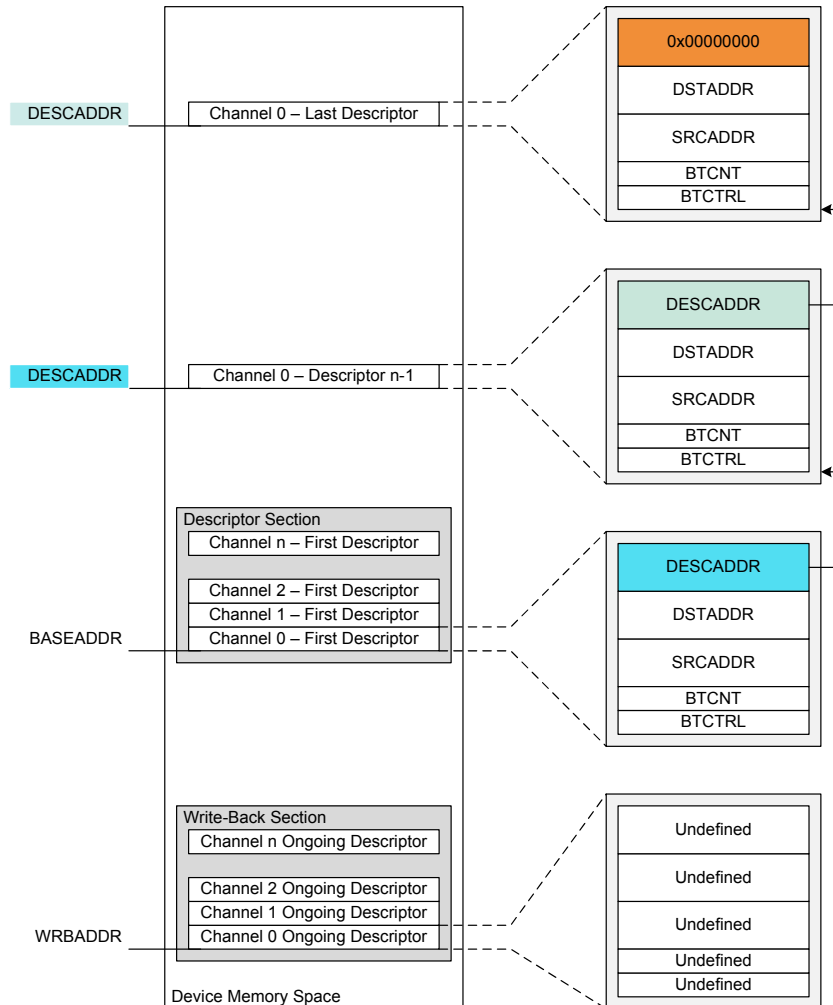 0x00000000
DSTADDR
DESCADDR
Channel 0 – Last Descriptor
SRCADDR
BTCNT
BTCTRL
DESCADDR
DSTADDR
DESCADDR
Channel 0 – Descriptor n-1
SRCADDR
BTCNT
BTCTRL
Descriptor Section
Channel n – First Descriptor
DESCADDR
Channel 2 – First Descriptor
Channel 1 – First Descriptor
DSTADDR
BASEADDR
Channel 0 – First Descriptor
SRCADDR
BTCNT
BTCTRL
Write-Back Section
Channel n Ongoing Descriptor
Undefined
Channel 2 Ongoing Descriptor
Undefined
Channel 1 Ongoing Descriptor
WRBADDR
Channel 0 Ongoing Descriptor
Undefined
Undefined
Undefined
Device Memory Space